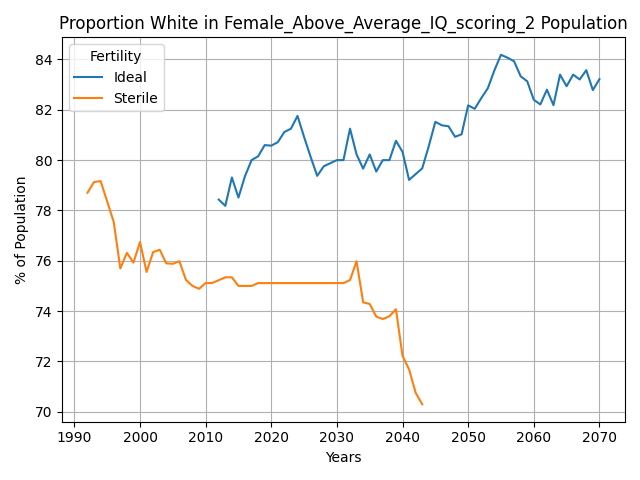 Proportion White in Female_Above_Average_IQ_scoring_2 Population
Fertility
Ideal
Sterile
% of Population
84
82
80
78
76
74
72
70
1990
2000
2010
2020
2030
2040
2050
2060
2070
Years